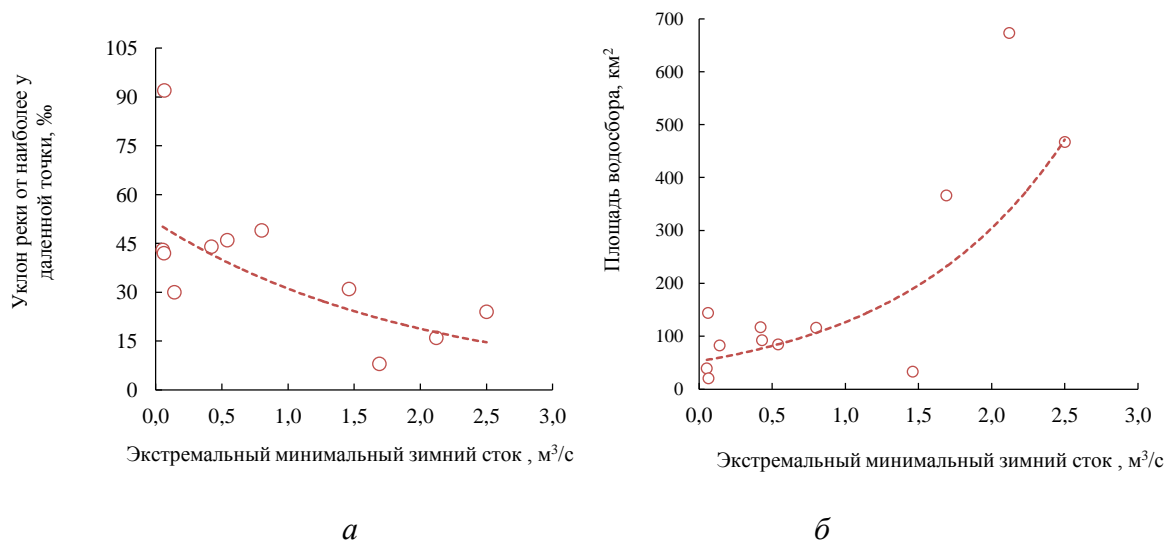 Уклон реки от наиболее у
даленной точки, ‰
105
90
75
60
45
30
15
0
0,0 0,5 1,0 1,5 2,0 2,5 3,0
Экстремальный минимальный зимний сток , м³/с
а
Площадь водосбора, км²
700
600
500
400
300
200
100
0
0,0 0,5 1,0 1,5 2,0 2,5 3,0
Экстремальный минимальный зимний сток , м³/с
б